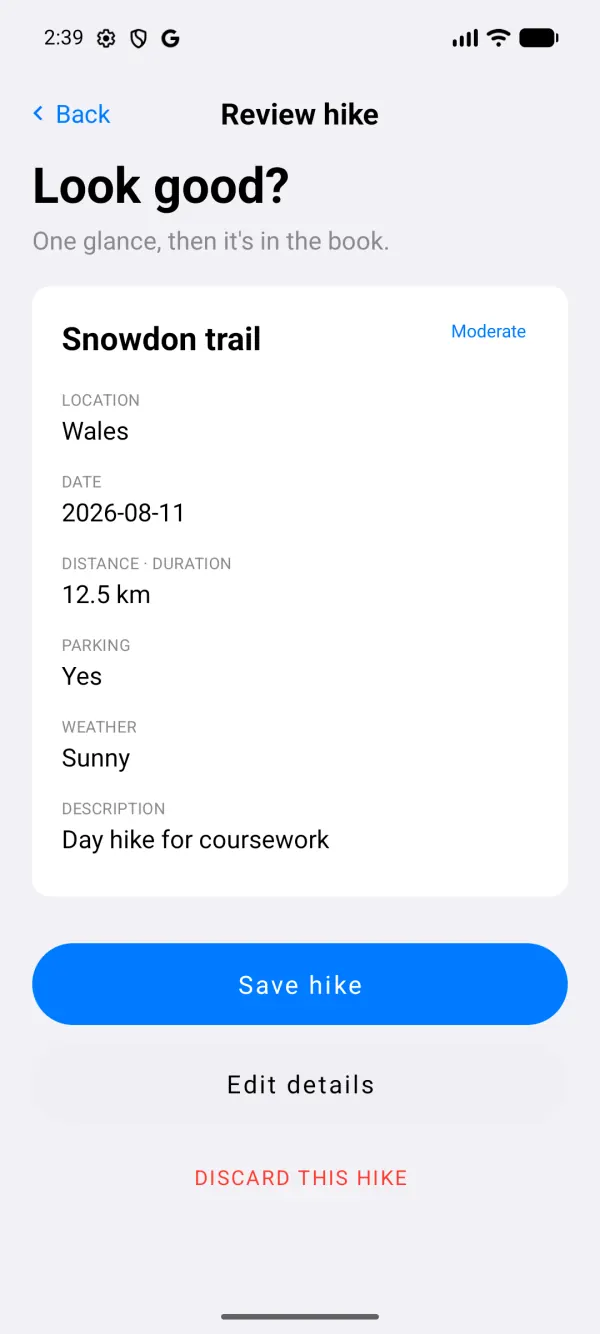 2:39
Back
Review hike
Look good?
One glance, then it's in the book.
Snowdon trail
Moderate
LOCATION
Wales
DATE
2026-08-11
DISTANCE · DURATION
12.5 km
PARKING
Yes
WEATHER
Sunny
DESCRIPTION
Day hike for coursework
Save hike
Edit details
DISCARD THIS HIKE